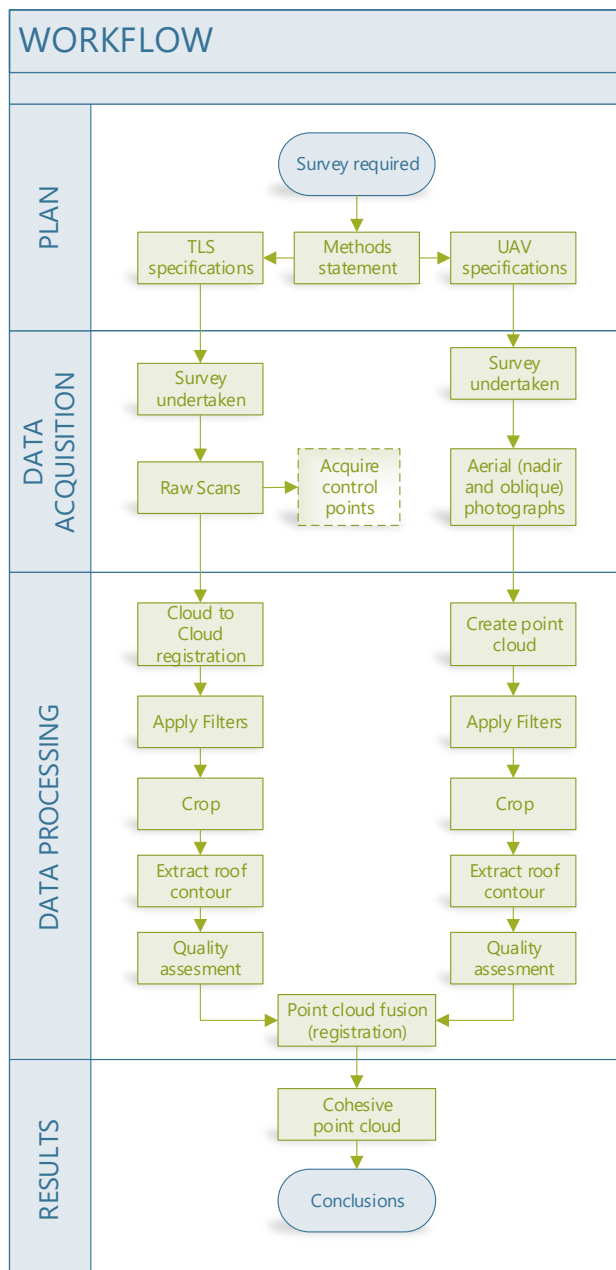 WORKFLOW
PLAN
Survey required
TLS
specifications
Methods
statement
UAV
specifications
DATA
ACQUISITION
Survey
undertaken
Survey
undertaken
Raw Scans
Acquire
control
points
Aerial (nadir
and oblique)
photographs
DATA PROCESSING
Cloud to
Cloud
registration
Create point
cloud
Apply Filters
Apply Filters
Crop
Crop
Extract roof
contour
Extract roof
contour
Quality
assesment
Quality
assesment
Point cloud fusion
(registration)
RESULTS
Cohesive
point cloud
Conclusions